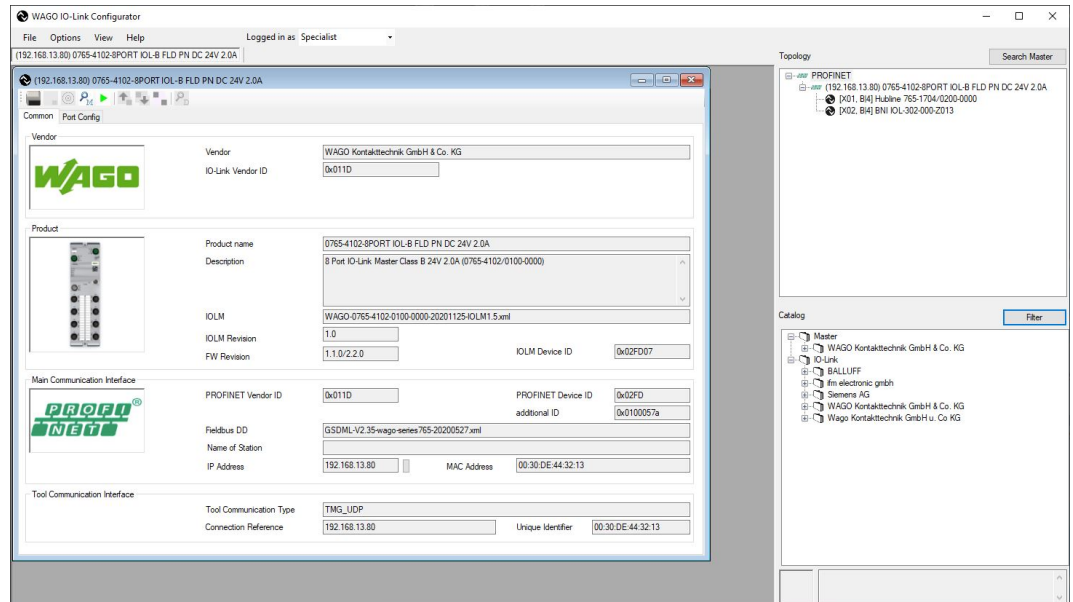 WAGO IO-Link Configurator
File Options View Help Logged in as Specialist
(192.168.13.80) 0765-4102-8PORT IOL-B FLD PN DC 24V 2.0A
(192.168.13.80) 0765-4102-8PORT IOL-B FLD PN DC 24V 2.0A
Common Port Config
Vendor
WAGO
Vendor WAGO Kontakttechnik GmbH & Co. KG
IO-Link Vendor ID 0x011D
Product
Product name 0765-4102-8PORT IOL-B FLD PN DC 24V 2.0A
Description 8 Port IO-Link Master Class B 24V 2.0A (0765-4102/0100-0000)
IOLM WAGO-0765-4102-0100-0000-20201125-IOLM1.5.xml
IOLM Revision 1.0
FW Revision 1.1.0/2.2.0 IOLM Device ID 0x02FD07
Main Communication Interface
PROFI NET ®
PROFINET Vendor ID 0x011D PROFINET Device ID 0x02FD
additional ID 0x0100057a
Fieldbus DD GSDML-V2.35-wago-series765-20200527.xml
Name of Station
IP Address 192.168.13.80 MAC Address 00:30:DE:44:32:13
Tool Communication Interface
Tool Communication Type TMG_UDP
Connection Reference 192.168.13.80 Unique Identifier 00:30:DE:44:32:13
Topology Search Master
PROFINET
(192.168.13.80) 0765-4102-8PORT IOL-B FLD PN DC 24V 2.0A
[X01, BI4] Hubline 765-1704/0200-0000
[X02, BI4] BNI IOL-302-000-Z013
Catalog Filter
Master
WAGO Kontakttechnik GmbH & Co. KG
IO-Link
BALLUFF
ifm electronic gmbh
Siemens AG
WAGO Kontakttechnik GmbH & Co. KG
Wago Kontakttechnik GmbH u. Co KG